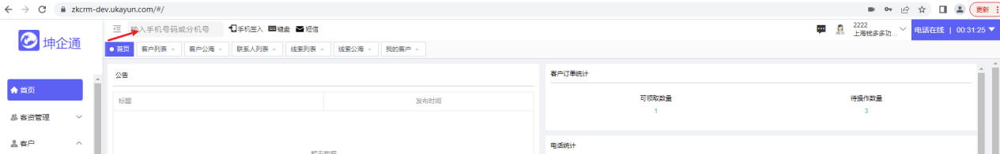 zkcrm-dev.ukayun.com/#/
更新
坤企通
输入手机号码或分机号
手机签入 键盘 短信
2222
上海钱多多功...
电话在线 | 00:31:25
首页 客户列表 × 客户公海 × 联系人列表 × 线索列表 × 线索公海 × 我的客户 ×
首页
客资管理
客户
公告
标题 发布时间
暂无数据
客户订单统计
可领取数量 待操作数量
1 3
电话统计